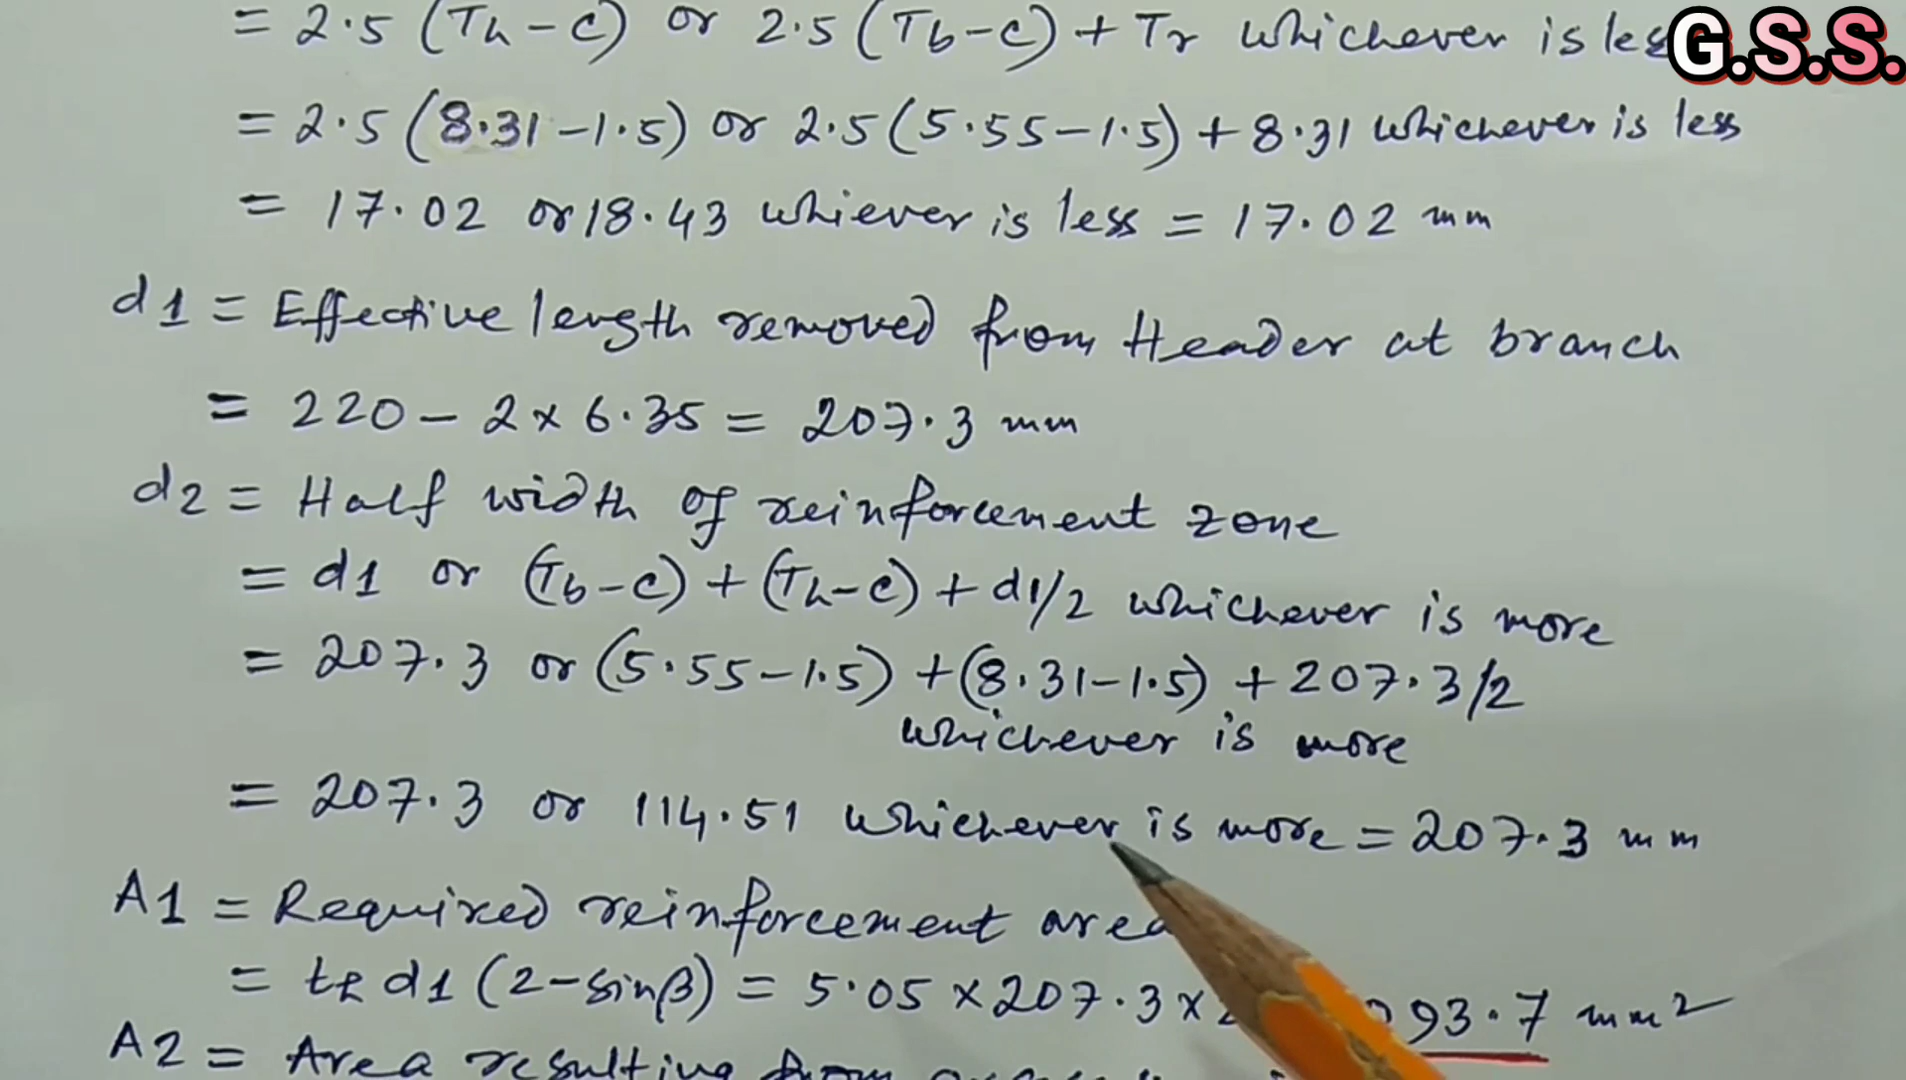 = 2.5 (Th-c) or 2.5 (Tb-c) + Tr whichever is les
G.S.S.
= 2.5 (8.31-1.5) or 2.5 (5.55-1.5) + 8.31 whichever is less
= 17.02 or 18.43 whiever is less = 17.02 mm
d1 = Effective length removed from Header at branch
= 220 - 2 x 6.35 = 207.3 mm
d2 = Half width of reinforcement zone
= d1 or (Tb-c) + (Th-c) + d1/2 whichever is more
= 207.3 or (5.55-1.5) + (8.31-1.5) + 207.3/2
whichever is more
= 207.3 or 114.51 whichever is more = 207.3 mm
A1 = Required reinforcement area
= th d1 (2-sinβ) = 5.05 x 207.3 x 93.7 mm2
A2 = Area resulting from